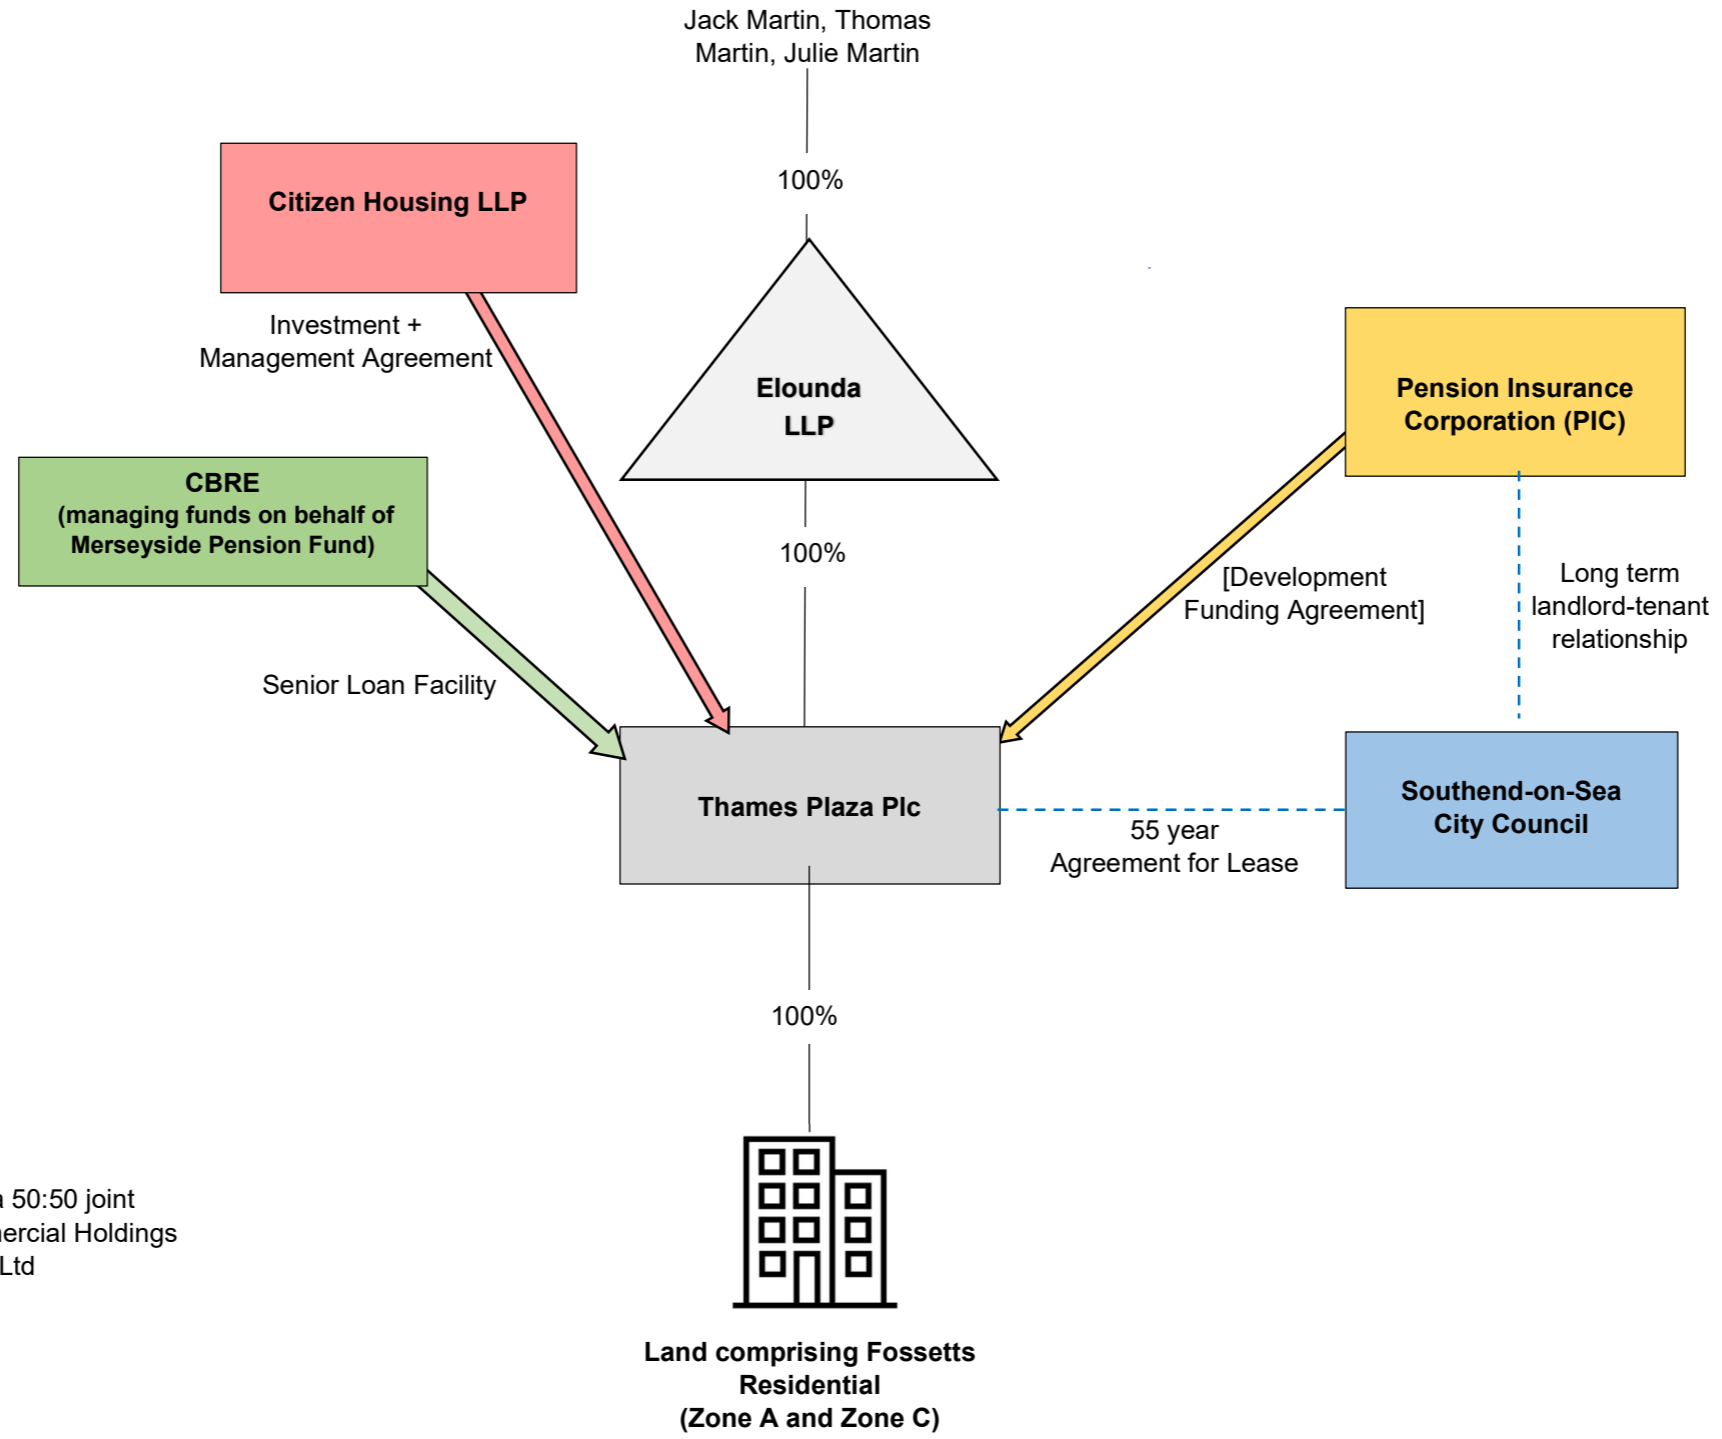 Jack Martin, Thomas
Martin, Julie Martin
100%
Citizen Housing LLP
Investment +
Management Agreement
Elounda
LLP
Pension Insurance
Corporation (PIC)
CBRE
(managing funds on behalf of
Merseyside Pension Fund)
100%
[Development
Funding Agreement]
Long term
landlord-tenant
relationship
Senior Loan Facility
Thames Plaza Plc
55 year
Agreement for Lease
Southend-on-Sea
City Council
100%
50:50 joint
Holdings
Ltd
Land comprising Fossetts
Residential
(Zone A and Zone C)